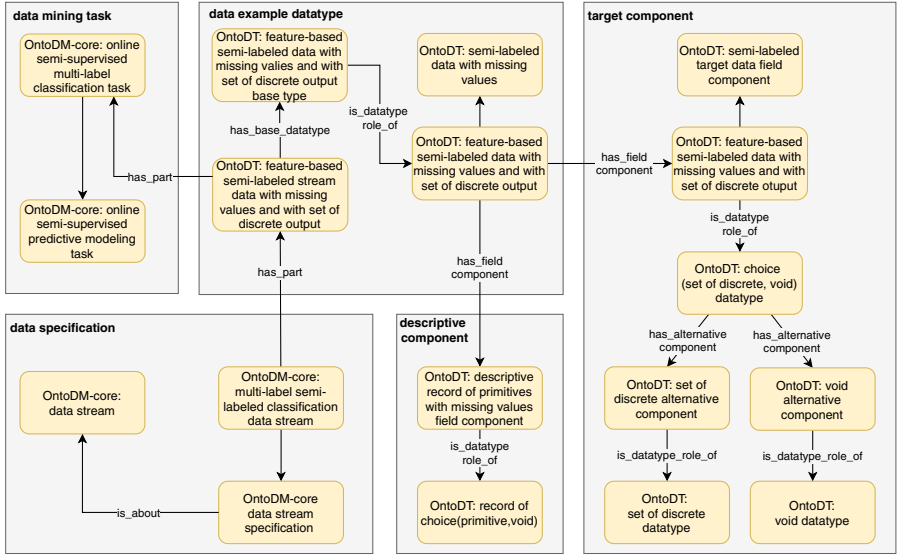 data mining task
OntoDM-core: online
semi-supervised
multi-label
classification task
OntoDM-core: online
semi-supervised
predictive modeling
task
has_part
data example datatype
OntoDT: feature-based
semi-labeled data with
missing valies and with
set of discrete output
base type
has_base_datatype
OntoDT: feature-based
semi-labeled stream
data with missing
values and with set of
discrete output
is_datatype
role_of
OntoDT: semi-labeled
data with missing
values
OntoDT: feature-based
semi-labeled data with
missing values and with
set of discrete output
has_part
has_field
component
has_field
component
target component
OntoDT: semi-labeled
target data field
component
OntoDT: feature-based
semi-labeled data with
missing values and with
set of discrete otuput
is_datatype
role_of
OntoDT: choice
(set of discrete, void)
datatype
has_alternative
component
has_alternative
component
OntoDT: set of
discrete alternative
component
OntoDT: void
alternative
component
is_datatype_role_of
is_datatype_role_of
OntoDT:
set of discrete
datatype
OntoDT:
void datatype
data specification
OntoDM-core:
data stream
OntoDM-core:
multi-label semi-
labeled classification
data stream
is_about
OntoDM-core
data stream
specification
descriptive
component
OntoDT: descriptive
record of primitives
with missing values
field component
is_datatype
role_of
OntoDT: record of
choice(primitive,void)